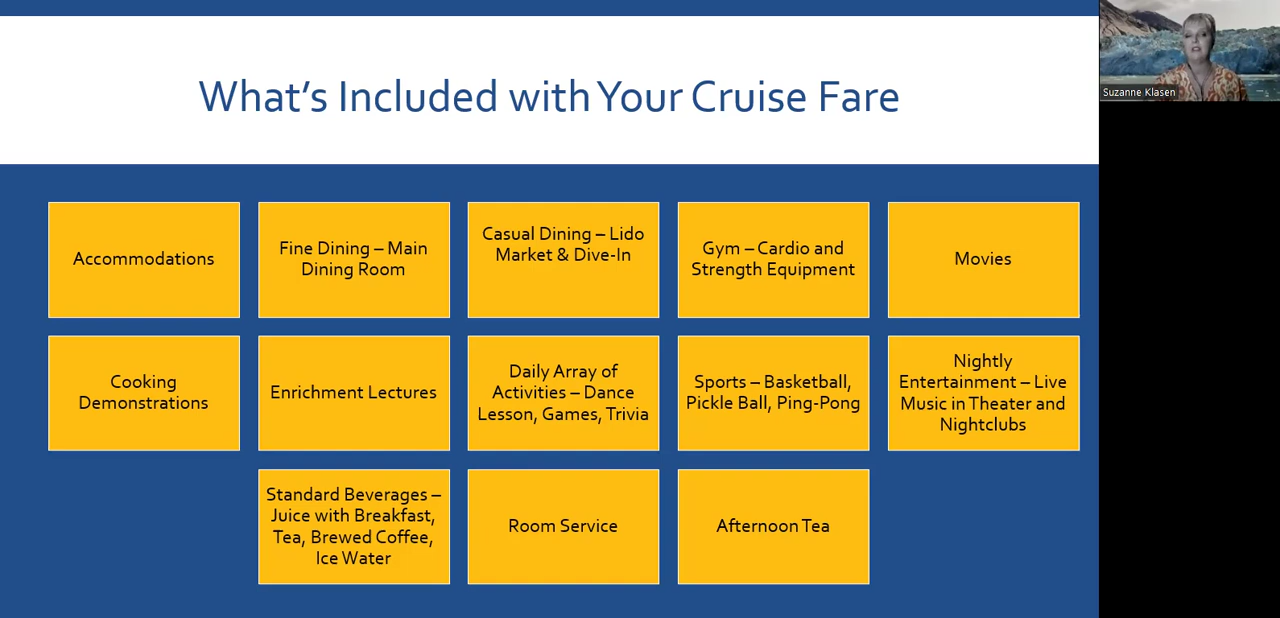 What's Included with Your Cruise Fare
Suzanne Klasen
Accommodations
Fine Dining – Main
Dining Room
Casual Dining – Lido
Market & Dive-In
Gym – Cardio and
Strength Equipment
Movies
Cooking
Demonstrations
Enrichment Lectures
Daily Array of
Activities – Dance
Lesson, Games, Trivia
Sports – Basketball,
Pickle Ball, Ping-Pong
Nightly
Entertainment – Live
Music in Theater and
Nightclubs
Standard Beverages –
Juice with Breakfast,
Tea, Brewed Coffee,
Ice Water
Room Service
Afternoon Tea